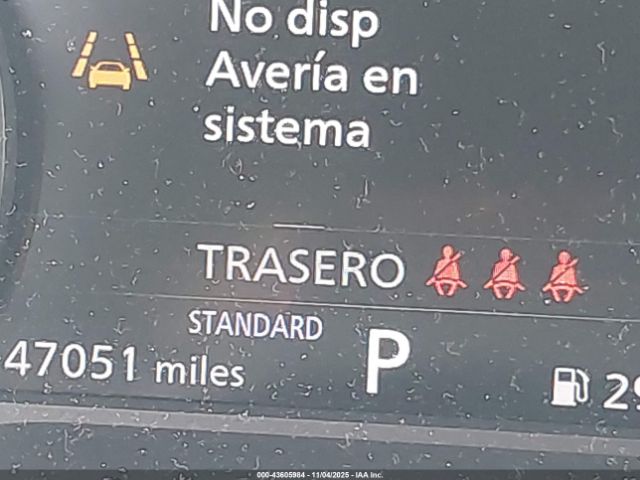 No disp
Avería en
sistema
TRASERO
STANDARD
P
47051 miles
000-43605984 - 11/04/2025 - IAA Inc.